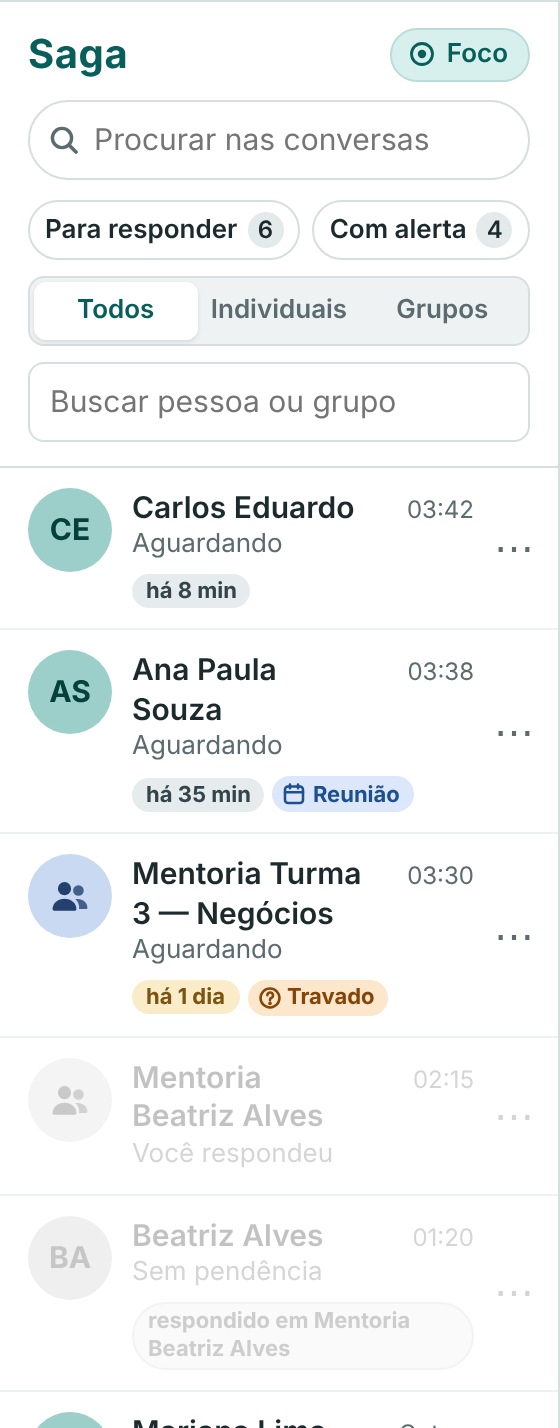 Saga
Foco
Procurar nas conversas
Para responder 6
Com alerta 4
Todos
Individuais
Grupos
Buscar pessoa ou grupo
CE
Carlos Eduardo
03:42
Aguardando
...
há 8 min
AS
Ana Paula
Souza
03:38
Aguardando
...
há 35 min
Reunião
Mentoria Turma
3 — Negócios
03:30
Aguardando
...
há 1 dia
Travado
Mentoria
Beatriz Alves
02:15
...
Você respondeu
BA
Beatriz Alves
01:20
Sem pendência
...
respondido em Mentoria
Beatriz Alves